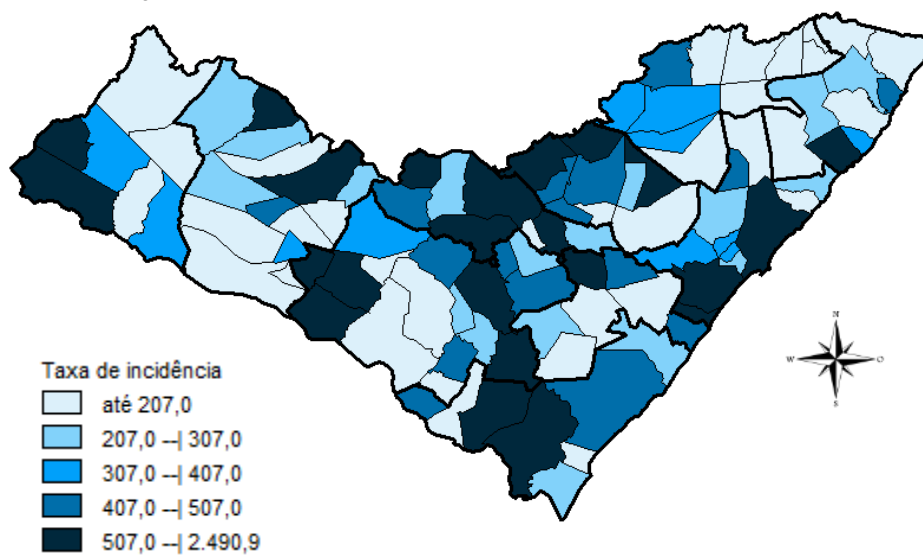 N
W
O
S
Taxa de incidência
até 207,0
207,0 --| 307,0
307,0 --| 407,0
407,0 --| 507,0
507,0 --| 2.490,9